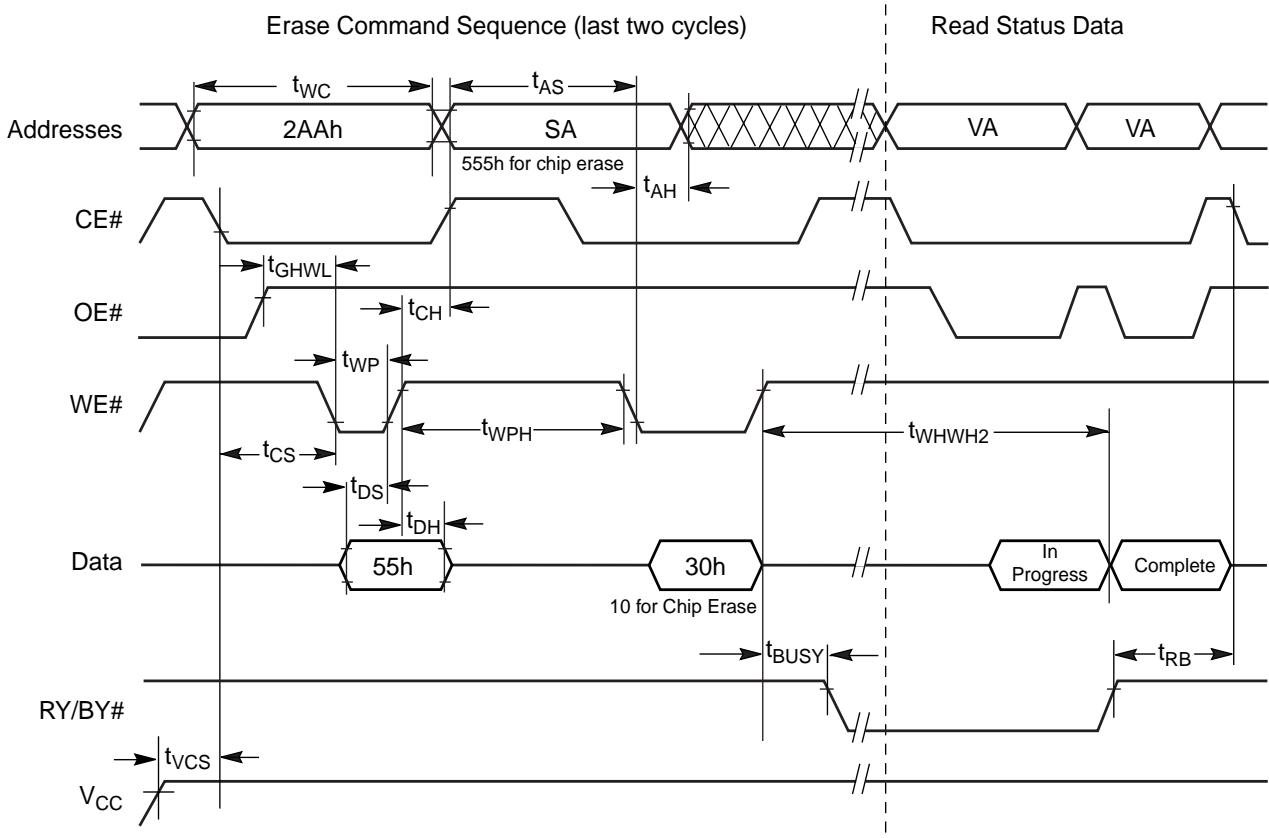 Erase Command Sequence (last two cycles)
Read Status Data
tWC
tAS
Addresses
2AAh
SA
VA
VA
555h for chip erase
tAH
CE#
tGHWL
OE#
tCH
tWP
WE#
tWPH
tWHWH2
tCS
tDS
tDH
Data
55h
30h
In
Progress
Complete
10 for Chip Erase
tBUSY
tRB
RY/BY#
tVCS
VCC